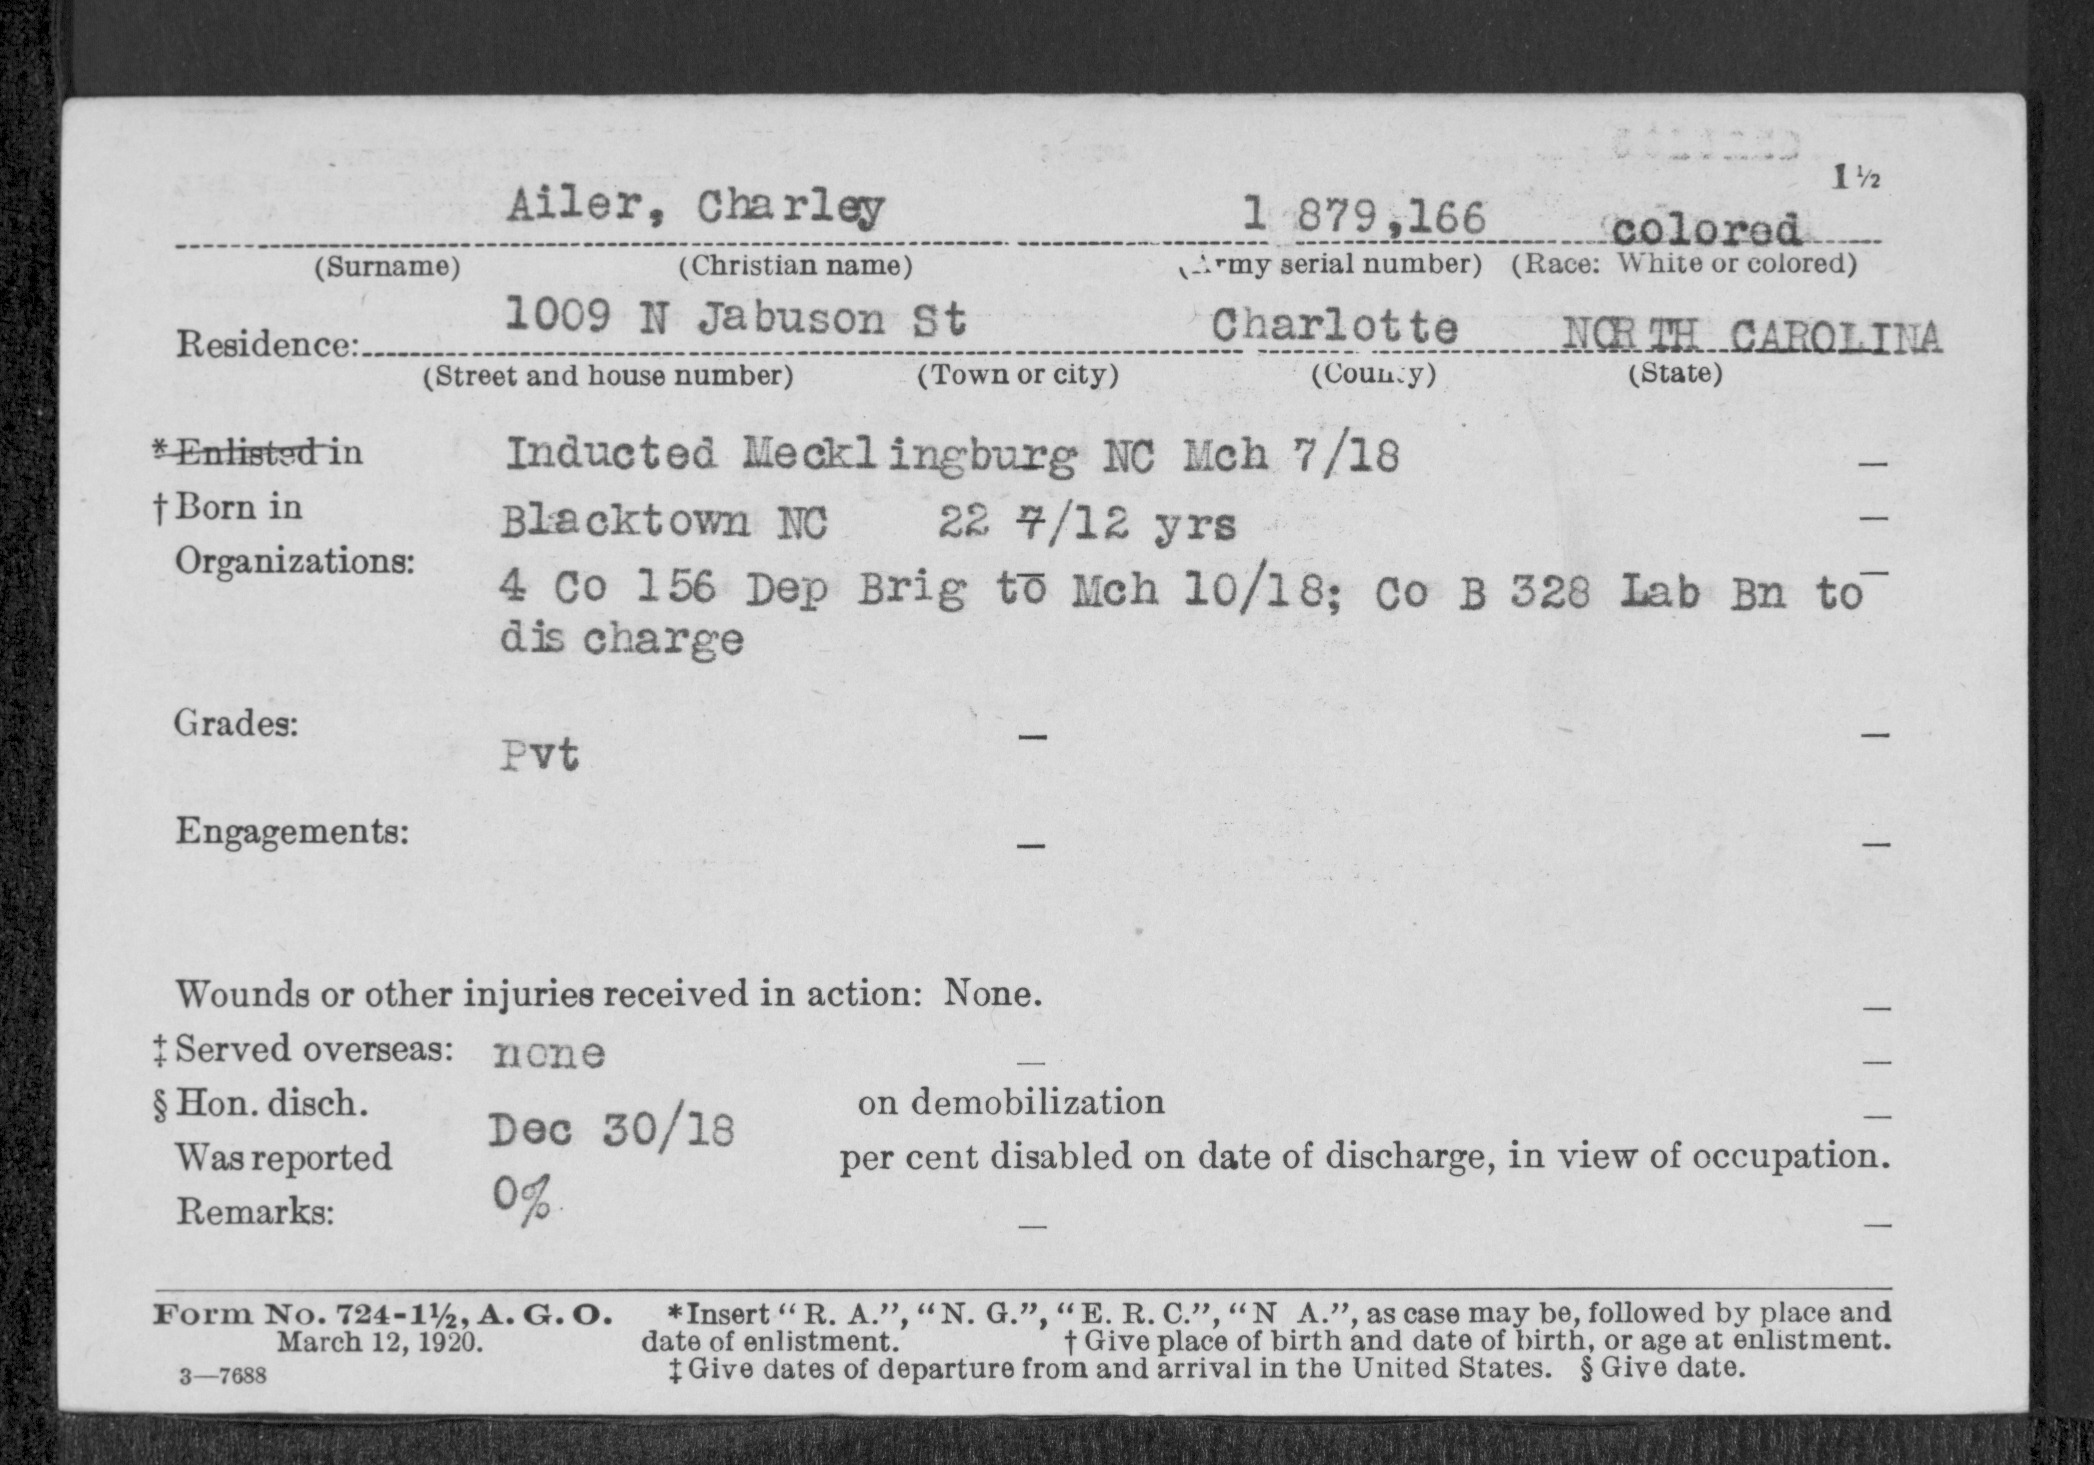 1½
Ailer, Charley 1 879,166 colored
(Surname) (Christian name) (Army serial number) (Race: White or colored)
Residence: 1009 N Jabuson St Charlotte NORTH CAROLINA
(Street and house number) (Town or city) (County) (State)
* Enlisted in Inducted Mecklingburg NC Mch 7/18 —
† Born in Blacktown NC 22 7/12 yrs —
Organizations: 4 Co 156 Dep Brig to Mch 10/18; Co B 328 Lab Bn to —
dis charge
Grades: Pvt — —
Engagements: — —
Wounds or other injuries received in action: None. —
‡ Served overseas: none — —
§ Hon. disch. Dec 30/18 on demobilization —
Was reported 0% per cent disabled on date of discharge, in view of occupation.
Remarks: — —
Form No. 724-1½, A. G. O. *Insert "R. A.", "N. G.", "E. R. C.", "N A.", as case may be, followed by place and
March 12, 1920. date of enlistment. † Give place of birth and date of birth, or age at enlistment.
3—7688 ‡ Give dates of departure from and arrival in the United States. § Give date.